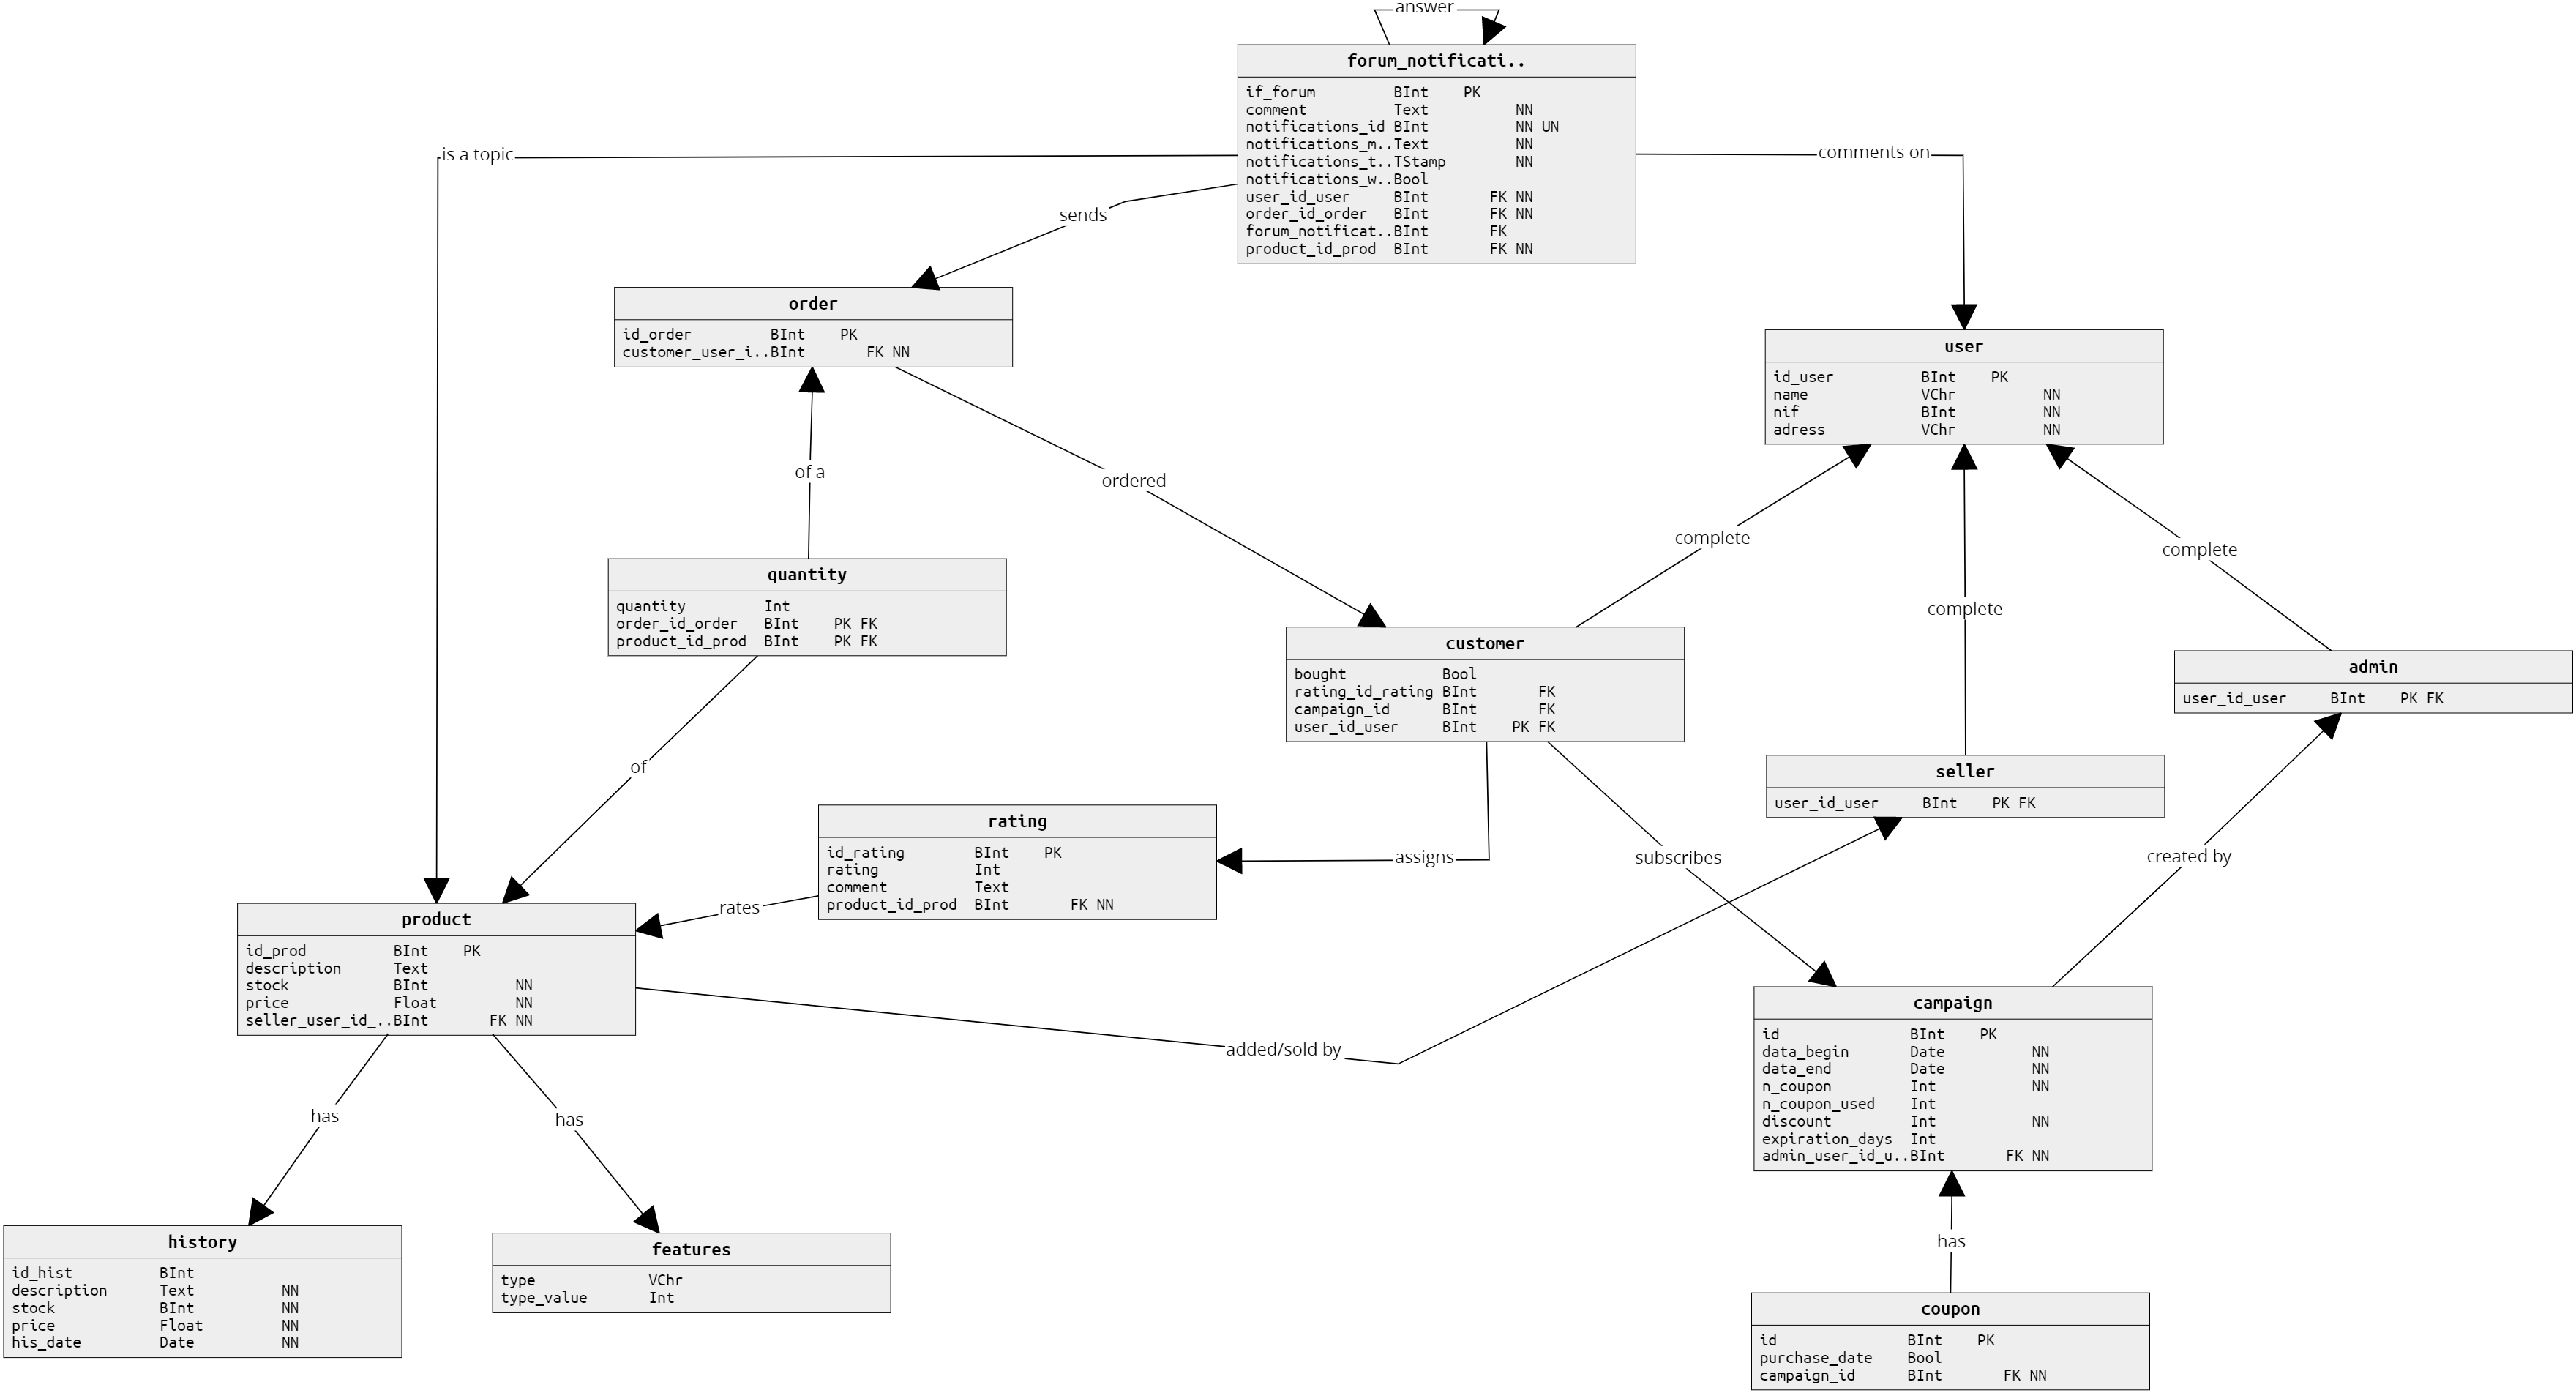 answer
forum_notificati..
if_forum BInt PK
comment Text NN
notifications_id BInt NN UN
notifications_m..Text NN
notifications_t..TStamp NN
notifications_w..Bool
user_id_user BInt FK NN
order_id_order BInt FK NN
forum_notificat..BInt FK
product_id_prod BInt FK NN
is a topic
comments on
sends
order
id_order BInt PK
customer_user_i..BInt FK NN
user
id_user BInt PK
name VChr NN
nif BInt NN
adress VChr NN
of a
ordered
complete
complete
complete
quantity
quantity Int
order_id_order BInt PK FK
product_id_prod BInt PK FK
customer
bought Bool
rating_id_rating BInt FK
campaign_id BInt FK
user_id_user BInt PK FK
admin
user_id_user BInt PK FK
seller
user_id_user BInt PK FK
of
rating
id_rating BInt PK
rating Int
comment Text
product_id_prod BInt FK NN
assigns
subscribes
created by
rates
product
id_prod BInt PK
description Text
stock BInt NN
price Float NN
seller_user_id_..BInt FK NN
added/sold by
campaign
id BInt PK
data_begin Date NN
data_end Date NN
n_coupon Int NN
n_coupon_used Int
discount Int NN
expiration_days Int
admin_user_id_u..BInt FK NN
has
has
has
history
id_hist BInt
description Text NN
stock BInt NN
price Float NN
his_date Date NN
features
type VChr
type_value Int
coupon
id BInt PK
purchase_date Bool
campaign_id BInt FK NN